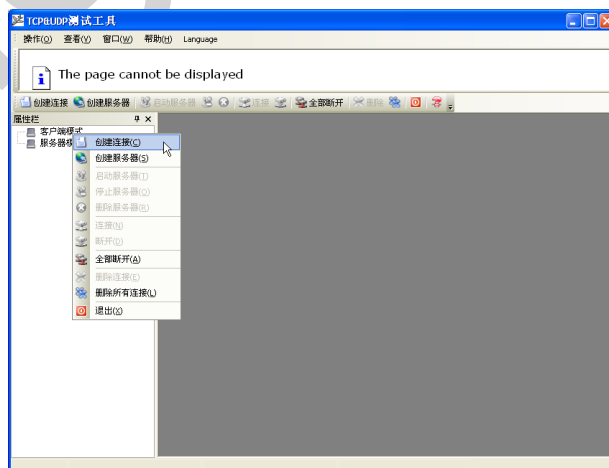 TCP&UDP测试工具
操作(O) 查看(V) 窗口(W) 帮助(H) Language
The page cannot be displayed
创建连接 创建服务器 启动服务器 连接 全部断开 删除
属性栏
客户端模式
服务器模
创建连接(C)
创建服务器(S)
启动服务器(T)
停止服务器(O)
删除服务器(R)
连接(N)
断开(D)
全部断开(A)
删除连接(E)
删除所有连接(L)
退出(X)